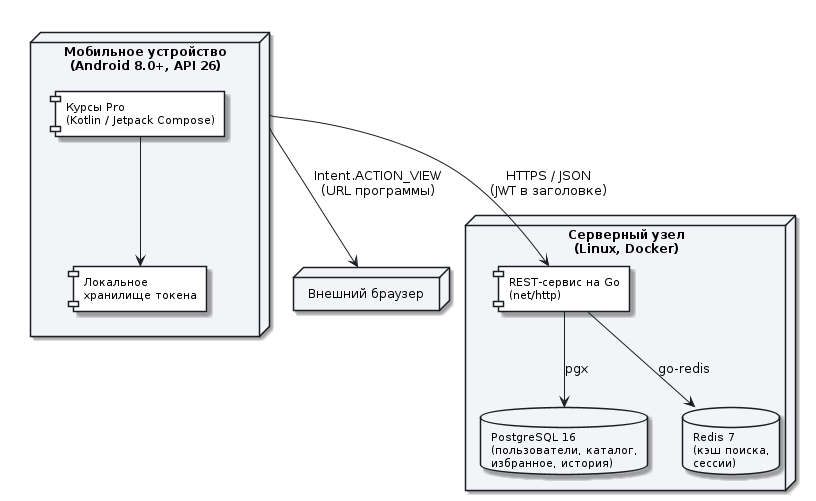 Мобильное устройство
(Android 8.0+, API 26)
Курсы Pro
(Kotlin / Jetpack Compose)
Intent.ACTION_VIEW
(URL программы)
HTTPS / JSON
(JWT в заголовке)
Серверный узел
(Linux, Docker)
Локальное
хранилище токена
Внешний браузер
REST-сервис на Go
(net/http)
pgx
go-redis
PostgreSQL 16
(пользователи, каталог,
избранное, история)
Redis 7
(кэш поиска,
сессии)